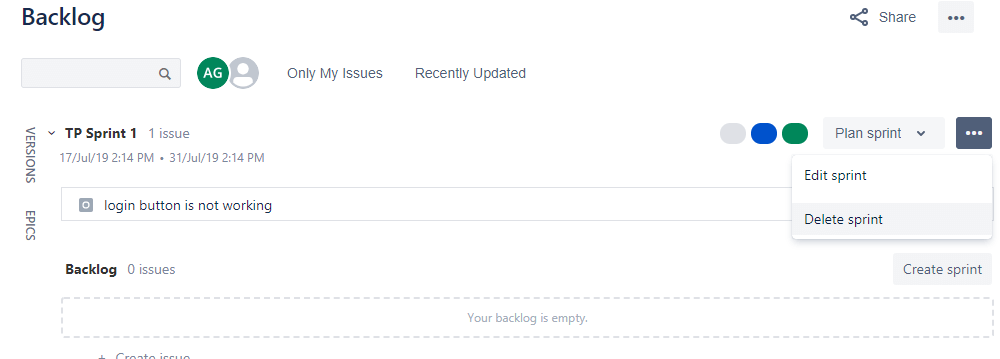 Backlog
Share
AG
Only My Issues
Recently Updated
VERSIONS
TP Sprint 1 1 issue
Plan sprint
17/Jul/19 2:14 PM • 31/Jul/19 2:14 PM
Edit sprint
login button is not working
Delete sprint
EPICS
Backlog 0 issues
Create sprint
Your backlog is empty.
+ Create issue